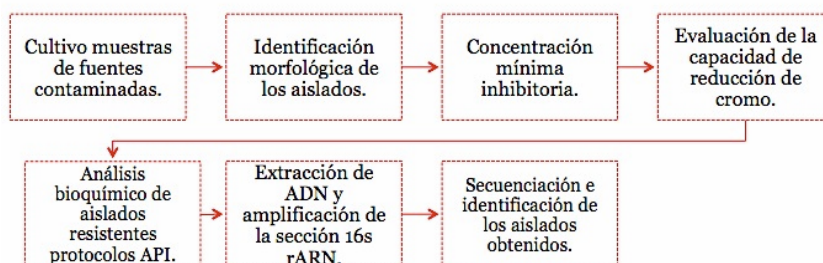 Cultivo muestras
de fuentes
contaminadas.
Identificación
morfológica de
los aislados.
Concentración
mínima
inhibitoria.
Evaluación de la
capacidad de
reducción de
cromo.
Análisis
bioquímico de
aislados
resistentes
protocolos API.
Extracción de
ADN y
amplificación de
la sección 16s
rARN.
Secuenciación e
identificación de
los aislados
obtenidos.